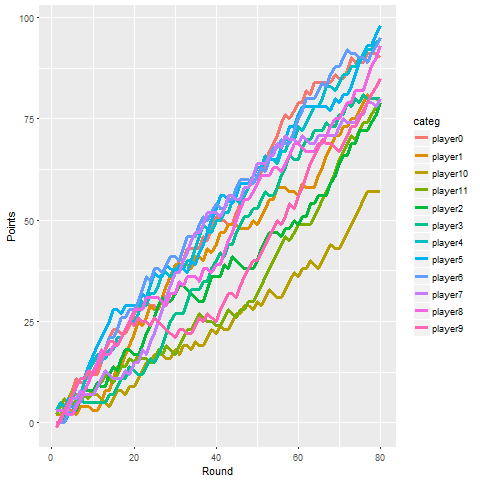 100
75
50
25
0
Points
0
20
40
60
80
Round
categ
player0
player1
player10
player11
player2
player3
player4
player5
player6
player7
player8
player9